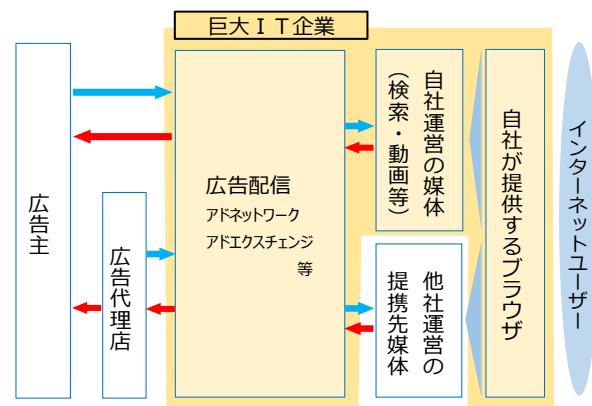 巨大ＩＴ企業
広告主
広告代理店
広告配信
アドネットワーク
アドエクスチェンジ
等
自社運営の媒体
（検索・動画等）
他社運営の
提携先媒体
自社が提供するブラウザ
インターネットユーザー